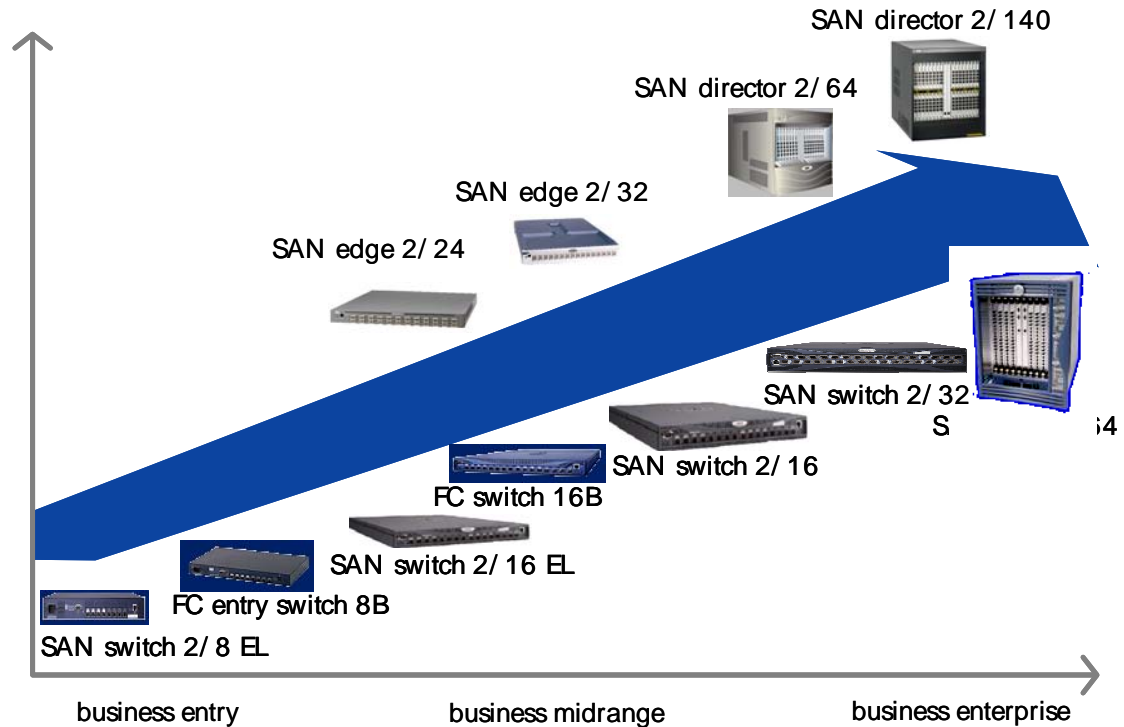 SAN director 2/ 140
SAN director 2/ 64
SAN edge 2/ 32
SAN edge 2/ 24
SAN switch 2/ 32
SAN switch 2/ 16
FC switch 16B
SAN switch 2/ 16 EL
FC entry switch 8B
SAN switch 2/ 8 EL
business entry
business midrange
business enterprise